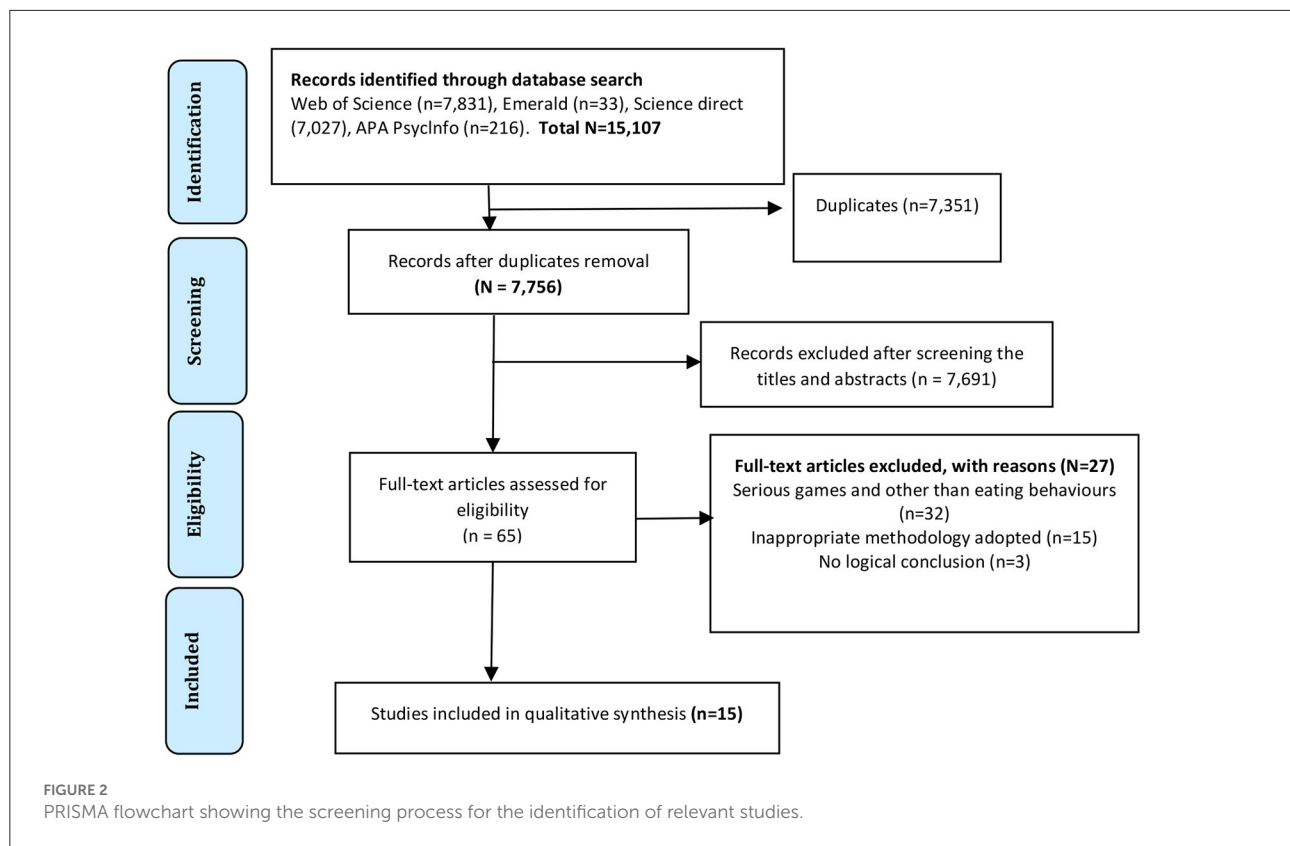 Identification
Records identified through database search
Web of Science (n=7,831), Emerald (n=33), Science direct
(7,027), APA PsycInfo (n=216). Total N=15,107
Duplicates (n=7,351)
Screening
Records after duplicates removal
(N = 7,756)
Records excluded after screening the
titles and abstracts (n = 7,691)
Eligibility
Full-text articles assessed for
eligibility
(n = 65)
Full-text articles excluded, with reasons (N=27)
Serious games and other than eating behaviours
(n=32)
Inappropriate methodology adopted (n=15)
No logical conclusion (n=3)
Included
Studies included in qualitative synthesis (n=15)
FIGURE 2
PRISMA flowchart showing the screening process for the identification of relevant studies.